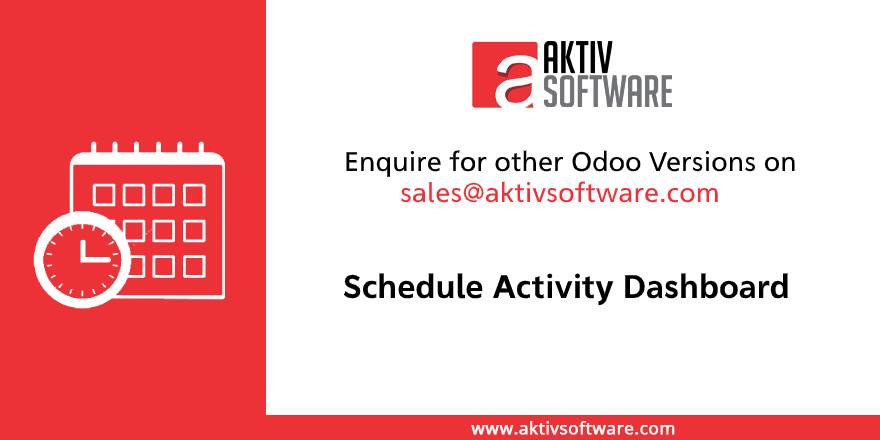 AKTIV
SOFTWARE
Enquire for other Odoo Versions on
sales@aktivsoftware.com
Schedule Activity Dashboard
www.aktivsoftware.com